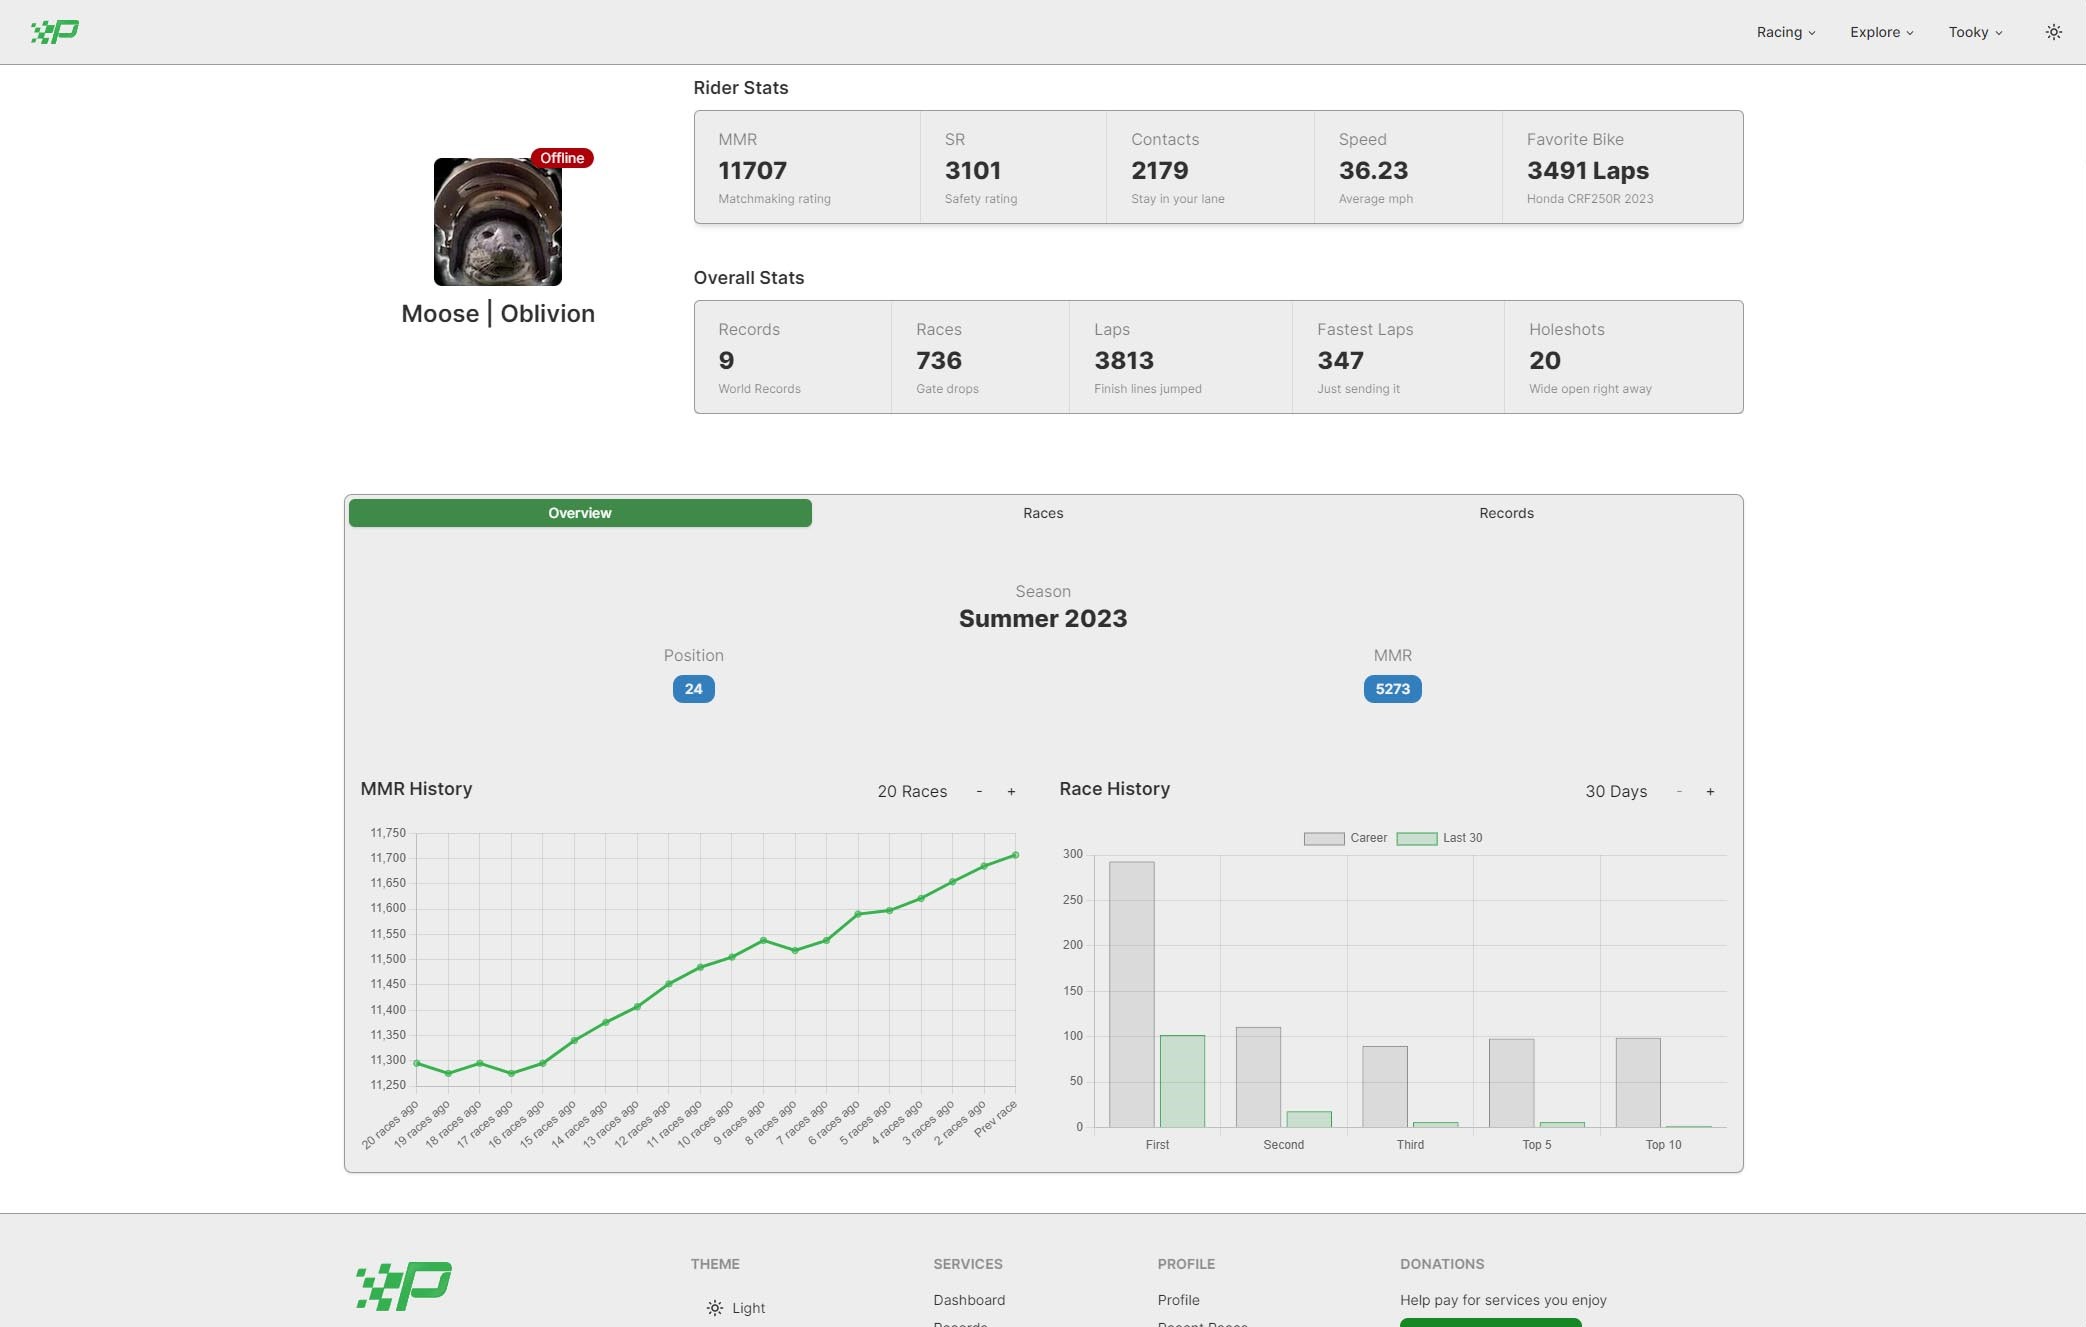 Racing
Explore
Tooky
Rider Stats
MMR
11707
Matchmaking rating
SR
3101
Safety rating
Contacts
2179
Stay in your lane
Speed
36.23
Average mph
Favorite Bike
3491 Laps
Honda CRF250R 2023
Offline
Moose | Oblivion
Overall Stats
Records
9
World Records
Races
736
Gate drops
Laps
3813
Finish lines jumped
Fastest Laps
347
Just sending it
Holeshots
20
Wide open right away
Overview
Races
Records
Season
Summer 2023
Position
24
MMR
5273
MMR History
20 Races
-
+
11,750
11,700
11,650
11,600
11,550
11,500
11,450
11,400
11,350
11,300
11,250
20 races ago
19 races ago
18 races ago
17 races ago
16 races ago
15 races ago
14 races ago
13 races ago
12 races ago
11 races ago
10 races ago
9 races ago
8 races ago
7 races ago
6 races ago
5 races ago
4 races ago
3 races ago
2 races ago
Prev race
Race History
30 Days
-
+
Career
Last 30
300
250
200
150
100
50
0
First
Second
Third
Top 5
Top 10
P
THEME
Light
SERVICES
Dashboard
Records
PROFILE
Profile
Recent Races
DONATIONS
Help pay for services you enjoy